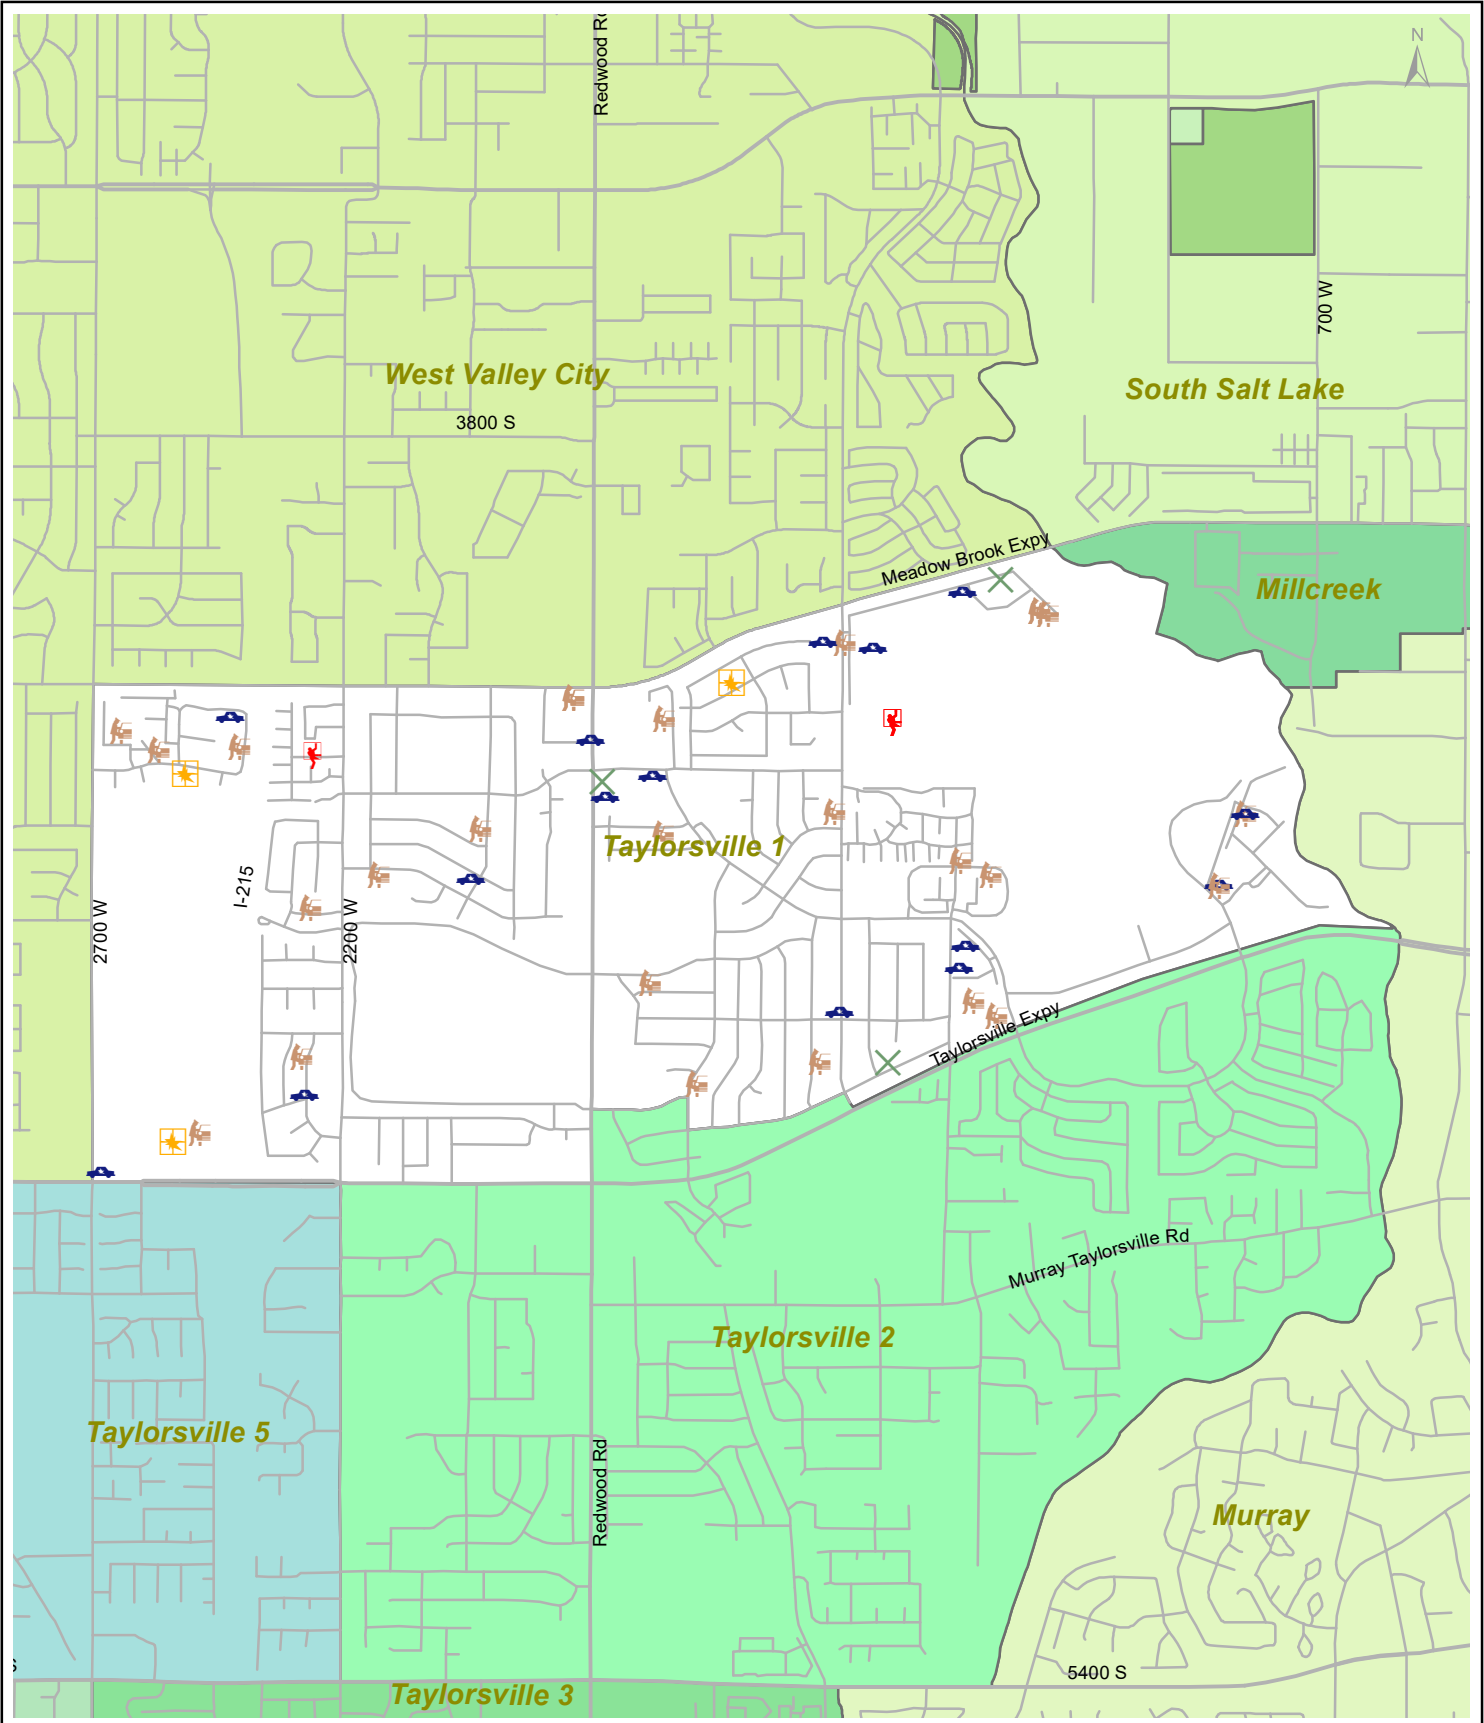 Redwood Rd
N
700 W
West Valley City
South Salt Lake
3800 S
Meadow Brook Expy
Millcreek
Taylorsville 1
I-215
2700 W
2200 W
Taylorsville Expy
Murray Taylorsville Rd
Taylorsville 2
Taylorsville 5
Redwood Rd
Murray
5400 S
Taylorsville 3